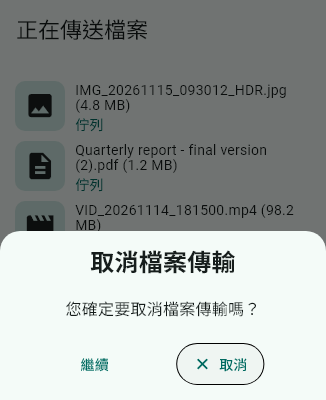 正在傳送檔案
IMG_20261115_093012_HDR.jpg
(4.8 MB)
佇列
Quarterly report - final version
(2).pdf (1.2 MB)
佇列
VID_20261114_181500.mp4 (98.2
MB)
取消檔案傳輸
您確定要取消檔案傳輸嗎？
繼續
取消